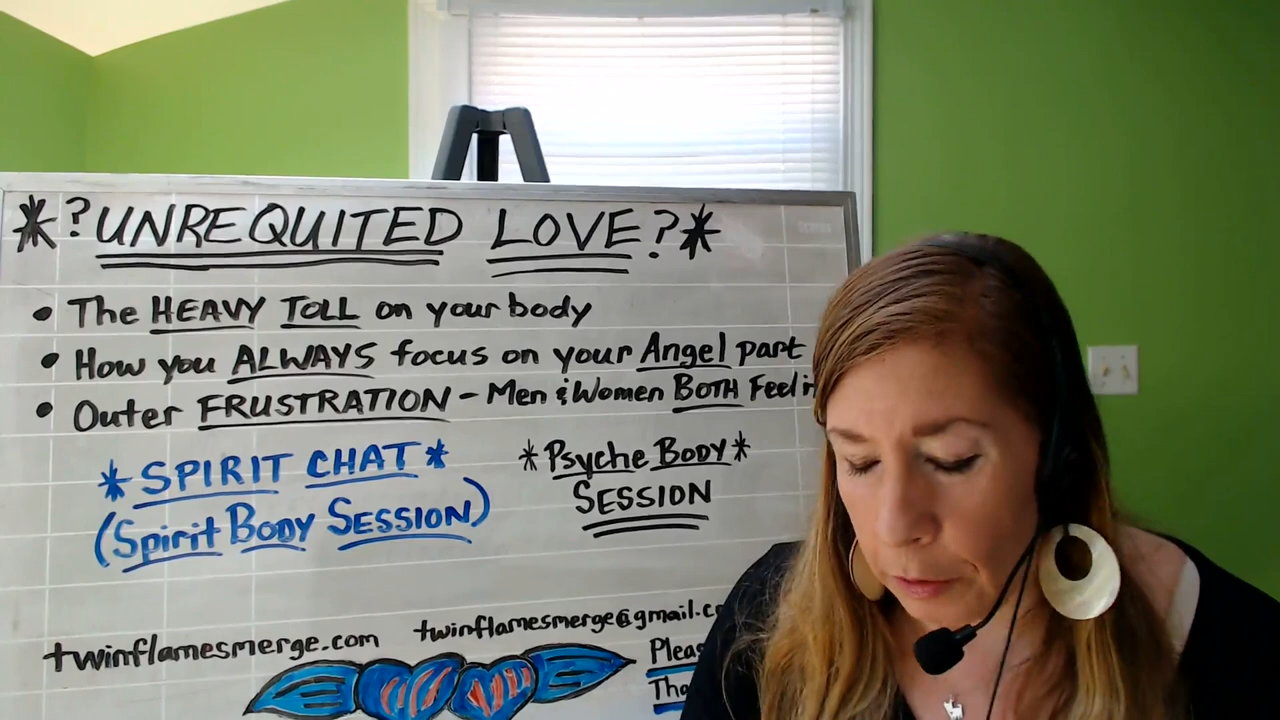 *?UNREQUITED LOVE?*
• The HEAVY TOLL on your body
• How you ALWAYS focus on your Angel part
• Outer FRUSTRATION - Men & Women BOTH Feel
*SPIRIT CHAT*
(Spirit BODY SESSION)
*Psyche BODY*
SESSION
twinflamesmerge.com
twinflamesmerge@gmail.c
Pleas
Tha